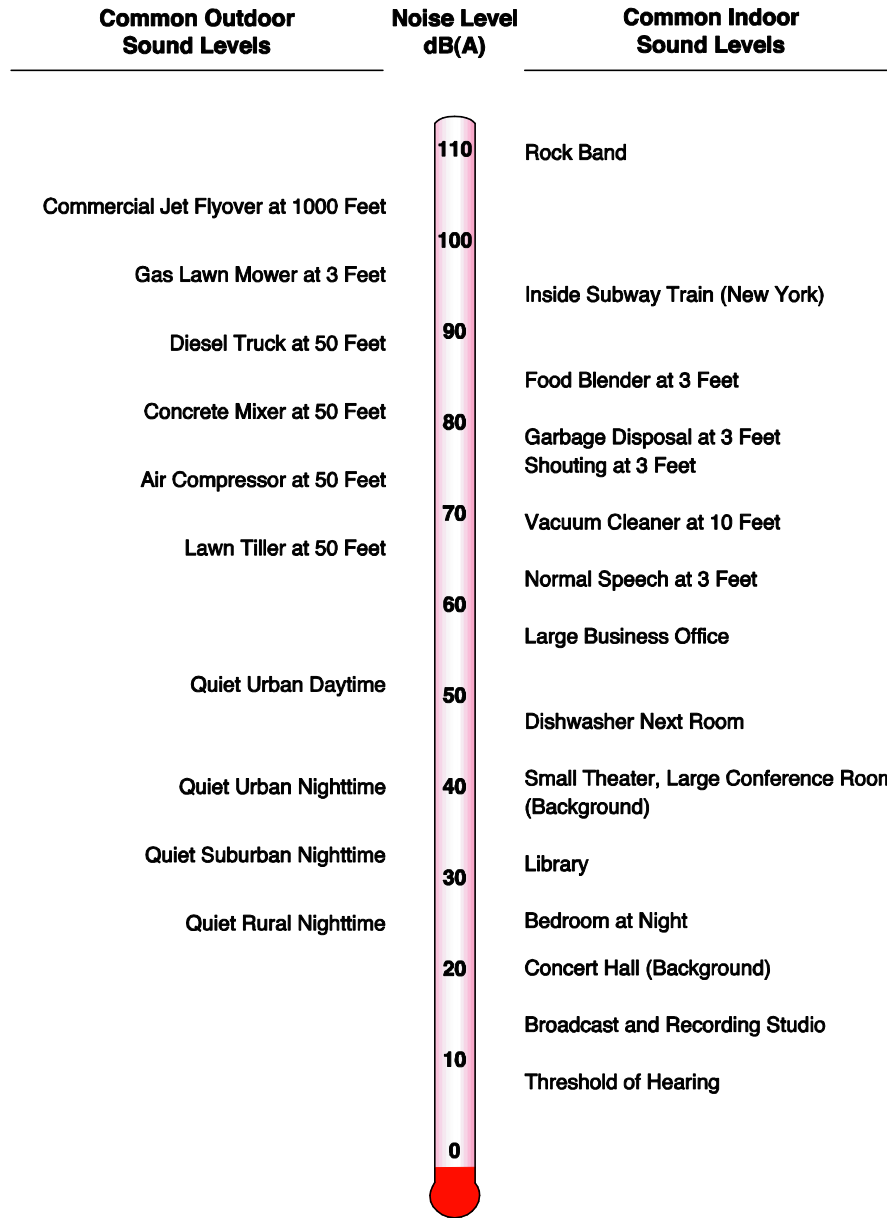 Common Outdoor
Sound Levels
Noise Level
dB(A)
Common Indoor
Sound Levels
110
Rock Band
Commercial Jet Flyover at 1000 Feet
100
Gas Lawn Mower at 3 Feet
Inside Subway Train (New York)
90
Diesel Truck at 50 Feet
Food Blender at 3 Feet
Concrete Mixer at 50 Feet
80
Garbage Disposal at 3 Feet
Shouting at 3 Feet
Air Compressor at 50 Feet
70
Vacuum Cleaner at 10 Feet
Lawn Tiller at 50 Feet
Normal Speech at 3 Feet
60
Large Business Office
Quiet Urban Daytime
50
Dishwasher Next Room
Quiet Urban Nighttime
40
Small Theater, Large Conference Room
(Background)
Quiet Suburban Nighttime
Library
30
Quiet Rural Nighttime
Bedroom at Night
20
Concert Hall (Background)
Broadcast and Recording Studio
10
Threshold of Hearing
0